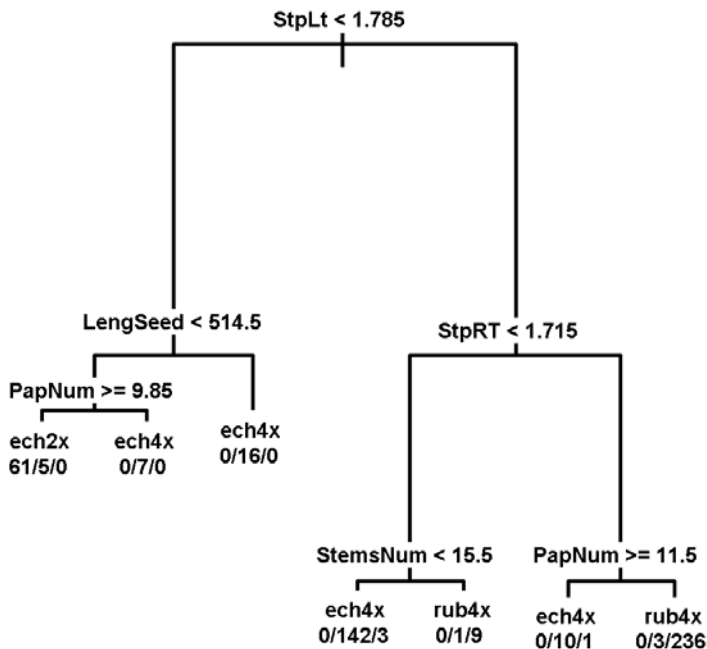 StpLt < 1.785
LengSeed < 514.5
StpRT < 1.715
PapNum >= 9.85
ech2x
61/5/0
ech4x
0/7/0
ech4x
0/16/0
StemsNum < 15.5
PapNum >= 11.5
ech4x
0/142/3
rub4x
0/1/9
ech4x
0/10/1
rub4x
0/3/236